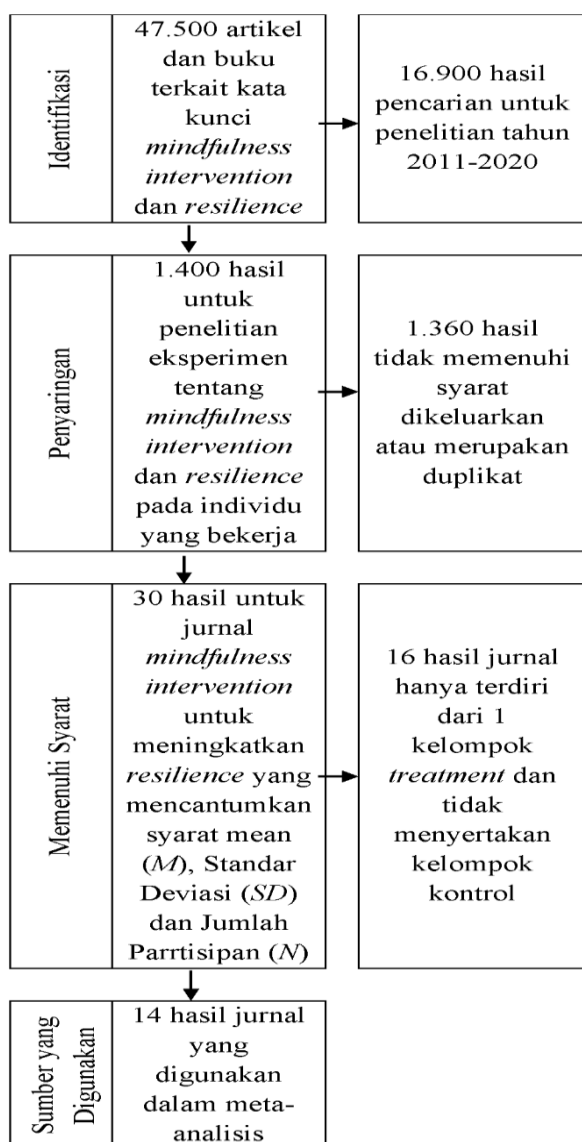 Identifikasi
47.500 artikel
dan buku
terkait kata
kunci
mindfulness
intervention
dan resilience
16.900 hasil
pencarian untuk
penelitian tahun
2011-2020
Penyaringan
1.400 hasil
untuk
penelitian
eksperimen
tentang
mindfulness
intervention
dan resilience
pada individu
yang bekerja
1.360 hasil
tidak memenuhi
syarat
dikeluarkan
atau merupakan
duplikat
Memenuhi Syarat
30 hasil untuk
jurnal
mindfulness
intervention
untuk
meningkatkan
resilience yang
mencantumkan
syarat mean
(M), Standar
Deviasi (SD)
dan Jumlah
Parrtisipan (N)
16 hasil jurnal
hanya terdiri
dari 1
kelompok
treatment dan
tidak
menyertakan
kelompok
kontrol
Sumber yang
Digunakan
14 hasil jurnal
yang
digunakan
dalam meta-
analisis